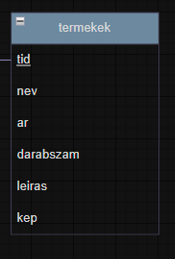 termekek
tid
nev
ar
darabszam
leiras
kep